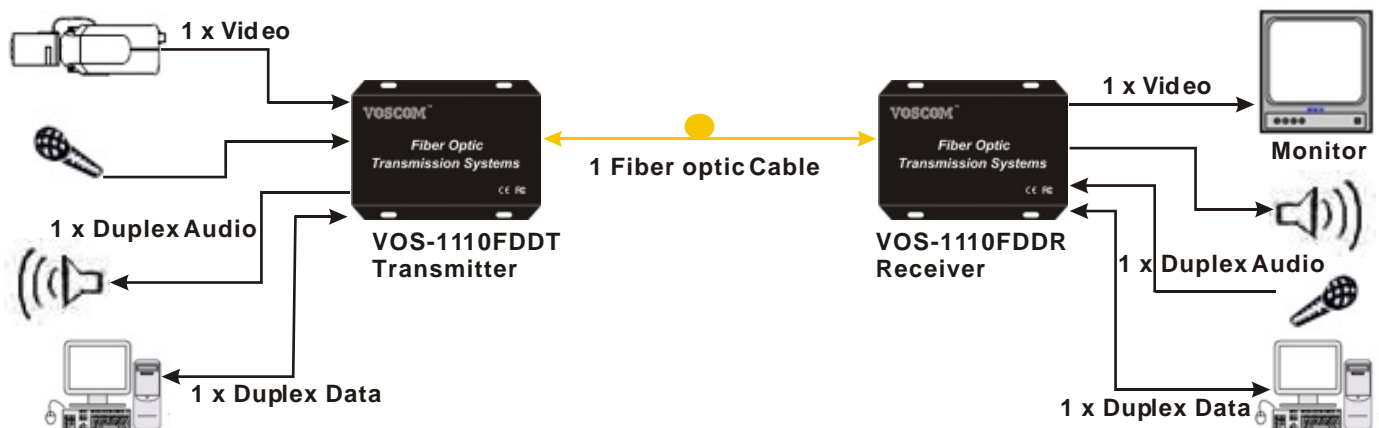 1 x Video
VOSCOM™
Fiber Optic
Transmission Systems
CE FC
1 x Duplex Audio
VOS-1110FDDT
Transmitter
1 x Duplex Data
1 Fiber optic Cable
VOSCOM™
Fiber Optic
Transmission Systems
CE FC
VOS-1110FDDR
Receiver
1 x Video
Monitor
1 x Duplex Audio
1 x Duplex Data